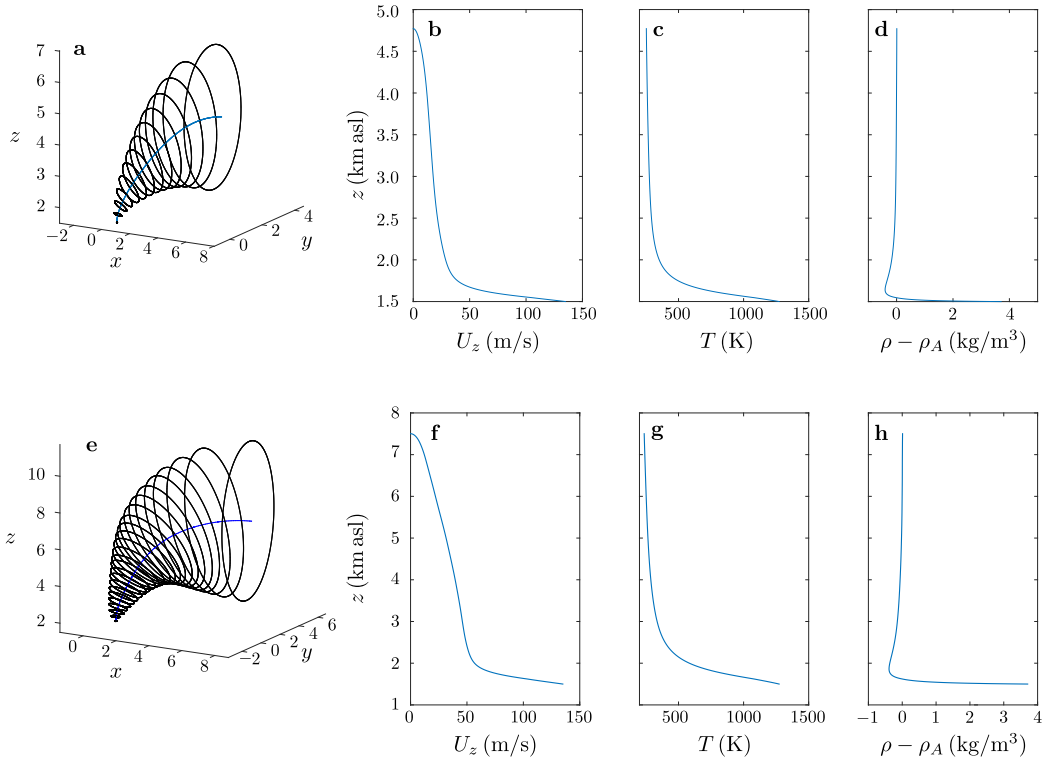 a
7
6
5
4
3
2
z
−2
0
2
4
6
8
x
0
2
4
y
b
5.0
4.5
4.0
3.5
3.0
2.5
2.0
1.5
z (km asl)
0 50 100 150
U_z (m/s)
c
500 1000 1500
T (K)
d
0 2 4
ρ − ρ_A (kg/m³)
e
10
8
6
4
2
z
0
2
4
6
8
x
−2
0
2
4
6
y
f
8
7
6
5
4
3
2
1
z (km asl)
0 50 100 150
U_z (m/s)
g
500 1000 1500
T (K)
h
−1 0 1 2 3 4
ρ − ρ_A (kg/m³)